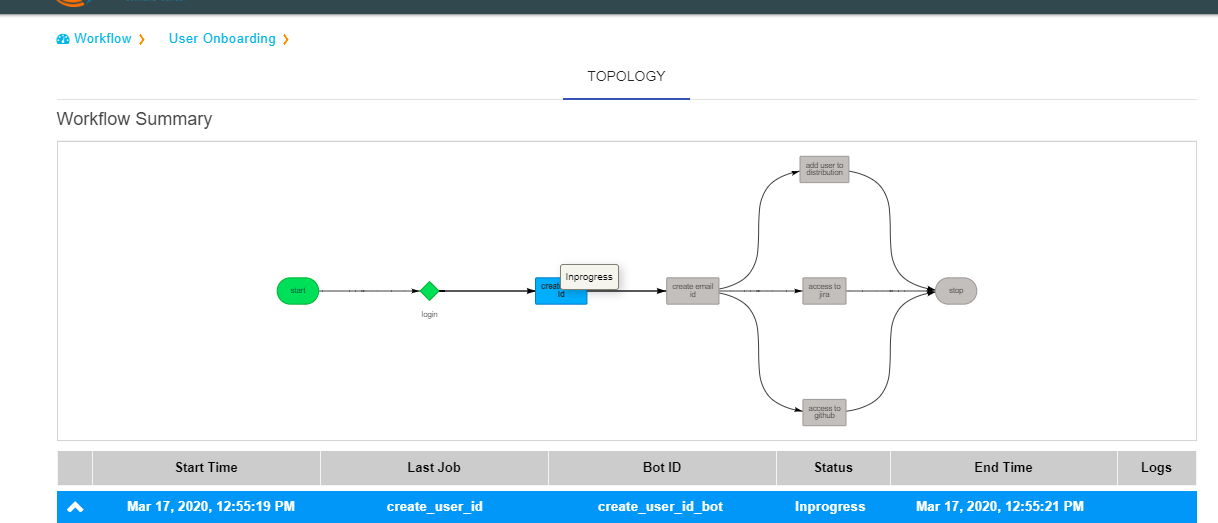 Workflow
User Onboarding
TOPOLOGY
Workflow Summary
add user to
distribution
Inprogress
start
id
create email
id
access to
jira
stop
login
access to
github
Start Time Last Job Bot ID Status End Time Logs
Mar 17, 2020, 12:55:19 PM create_user_id create_user_id_bot Inprogress Mar 17, 2020, 12:55:21 PM